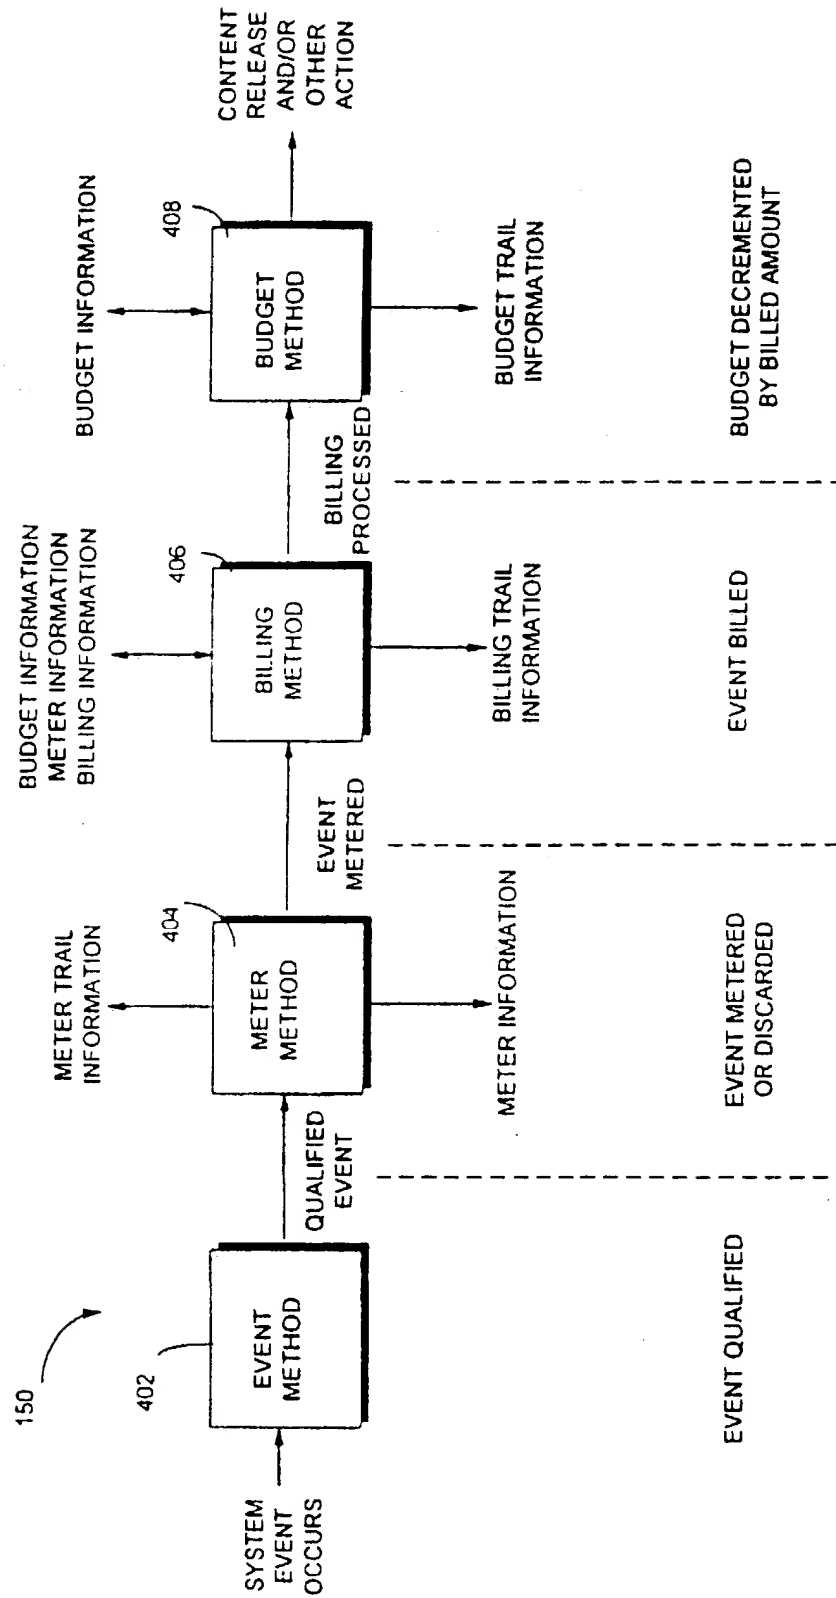 150
SYSTEM
EVENT
OCCURS
402
EVENT
METHOD
QUALIFIED
EVENT
EVENT QUALIFIED
METER TRAIL
INFORMATION
404
METER
METHOD
METER INFORMATION
EVENT METERED
OR DISCARDED
EVENT
METERED
BUDGET INFORMATION
METER INFORMATION
BILLING INFORMATION
406
BILLING
METHOD
BILLING TRAIL
INFORMATION
EVENT BILLED
BILLING
PROCESSED
BUDGET INFORMATION
408
BUDGET
METHOD
BUDGET TRAIL
INFORMATION
BUDGET DECREMENTED
BY BILLED AMOUNT
CONTENT
RELEASE
AND/OR
OTHER
ACTION